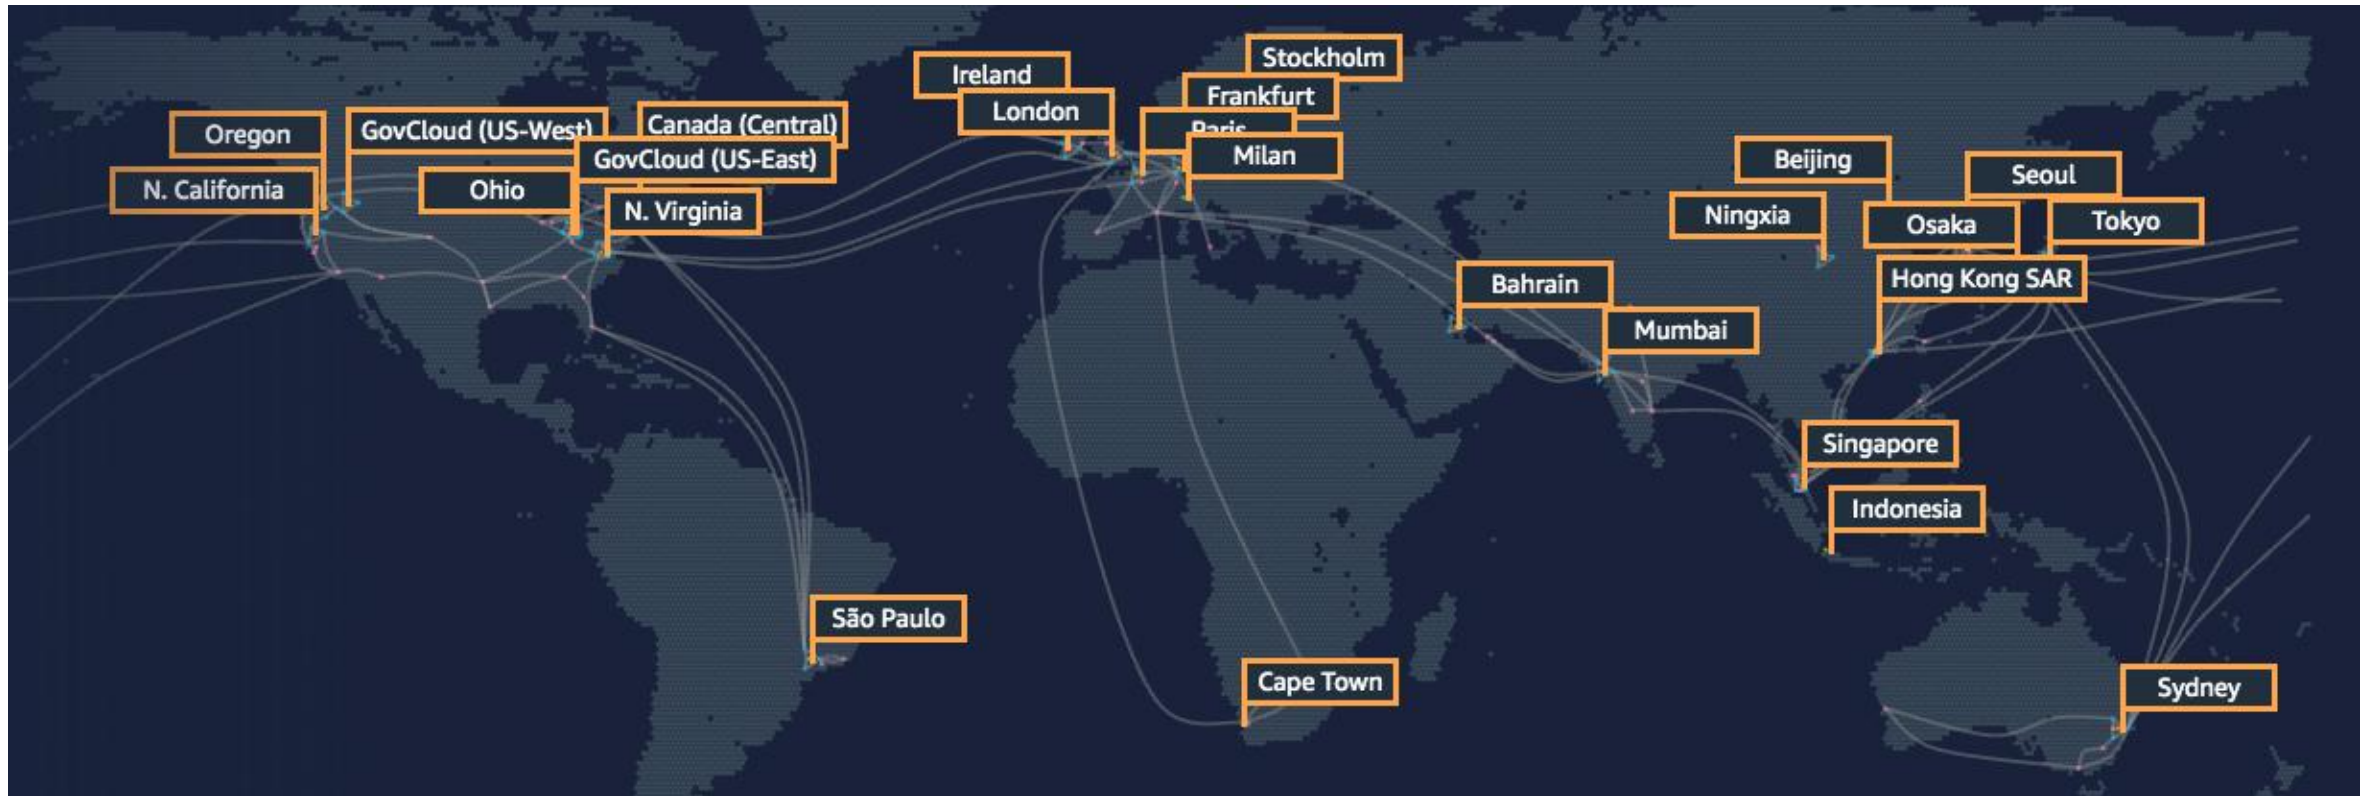 Stockholm
Ireland
Frankfurt
London
Paris
Canada (Central)
GovCloud (US-West)
Oregon
GovCloud (US-East)
Milan
Beijing
Seoul
N. California
Ohio
N. Virginia
Ningxia
Osaka
Tokyo
Hong Kong SAR
Bahrain
Mumbai
Singapore
Indonesia
São Paulo
Cape Town
Sydney